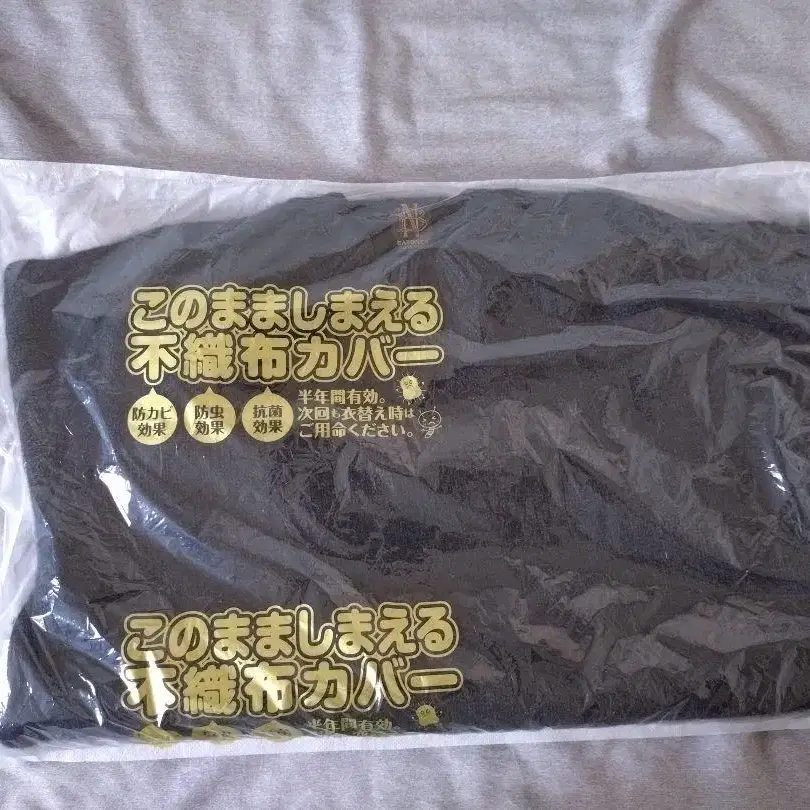 このまましまえる
不織布カバー
防カビ
効果
防虫
効果
抗菌
効果
半年間有効。
次回も衣替え時は
ご用命ください。
このまましまえる
不織布カバー
半年間有効